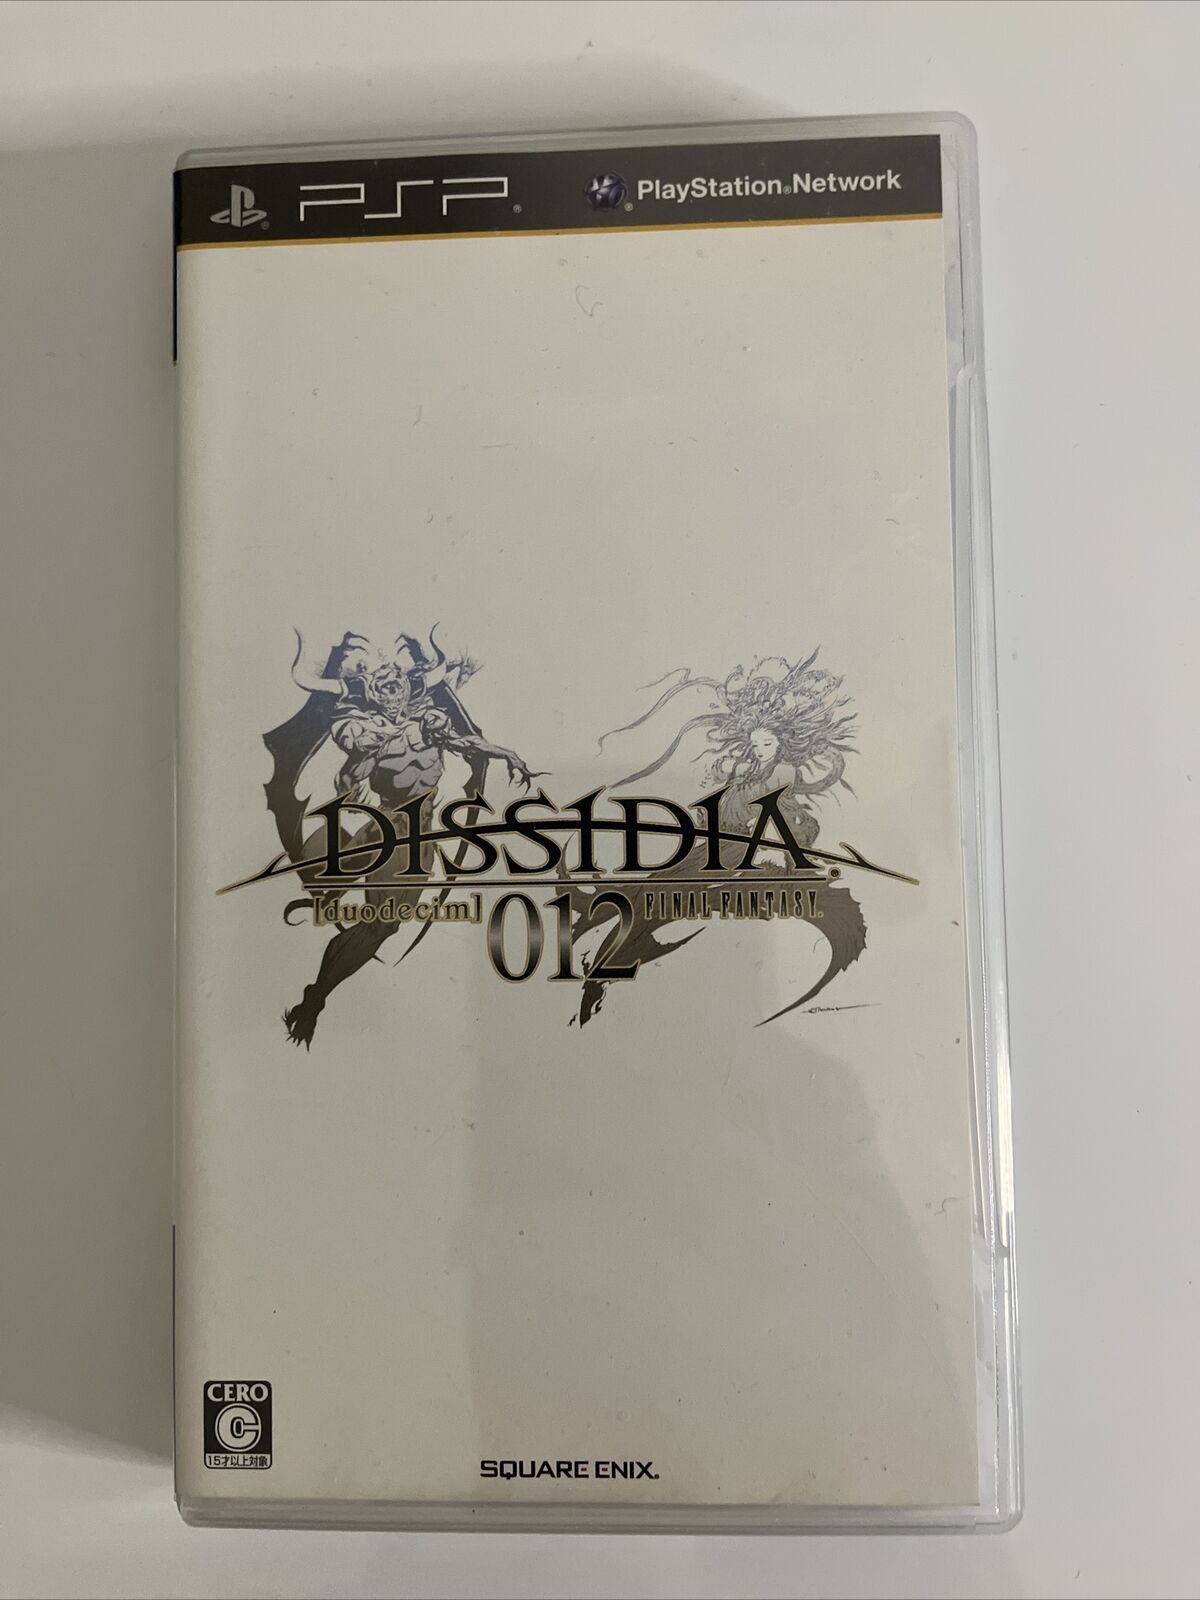 PSP®
PlayStation®Network
DISSIDIA®
[duodecim] 012 FINAL FANTASY®
CERO
C
15才以上対象
SQUARE ENIX®